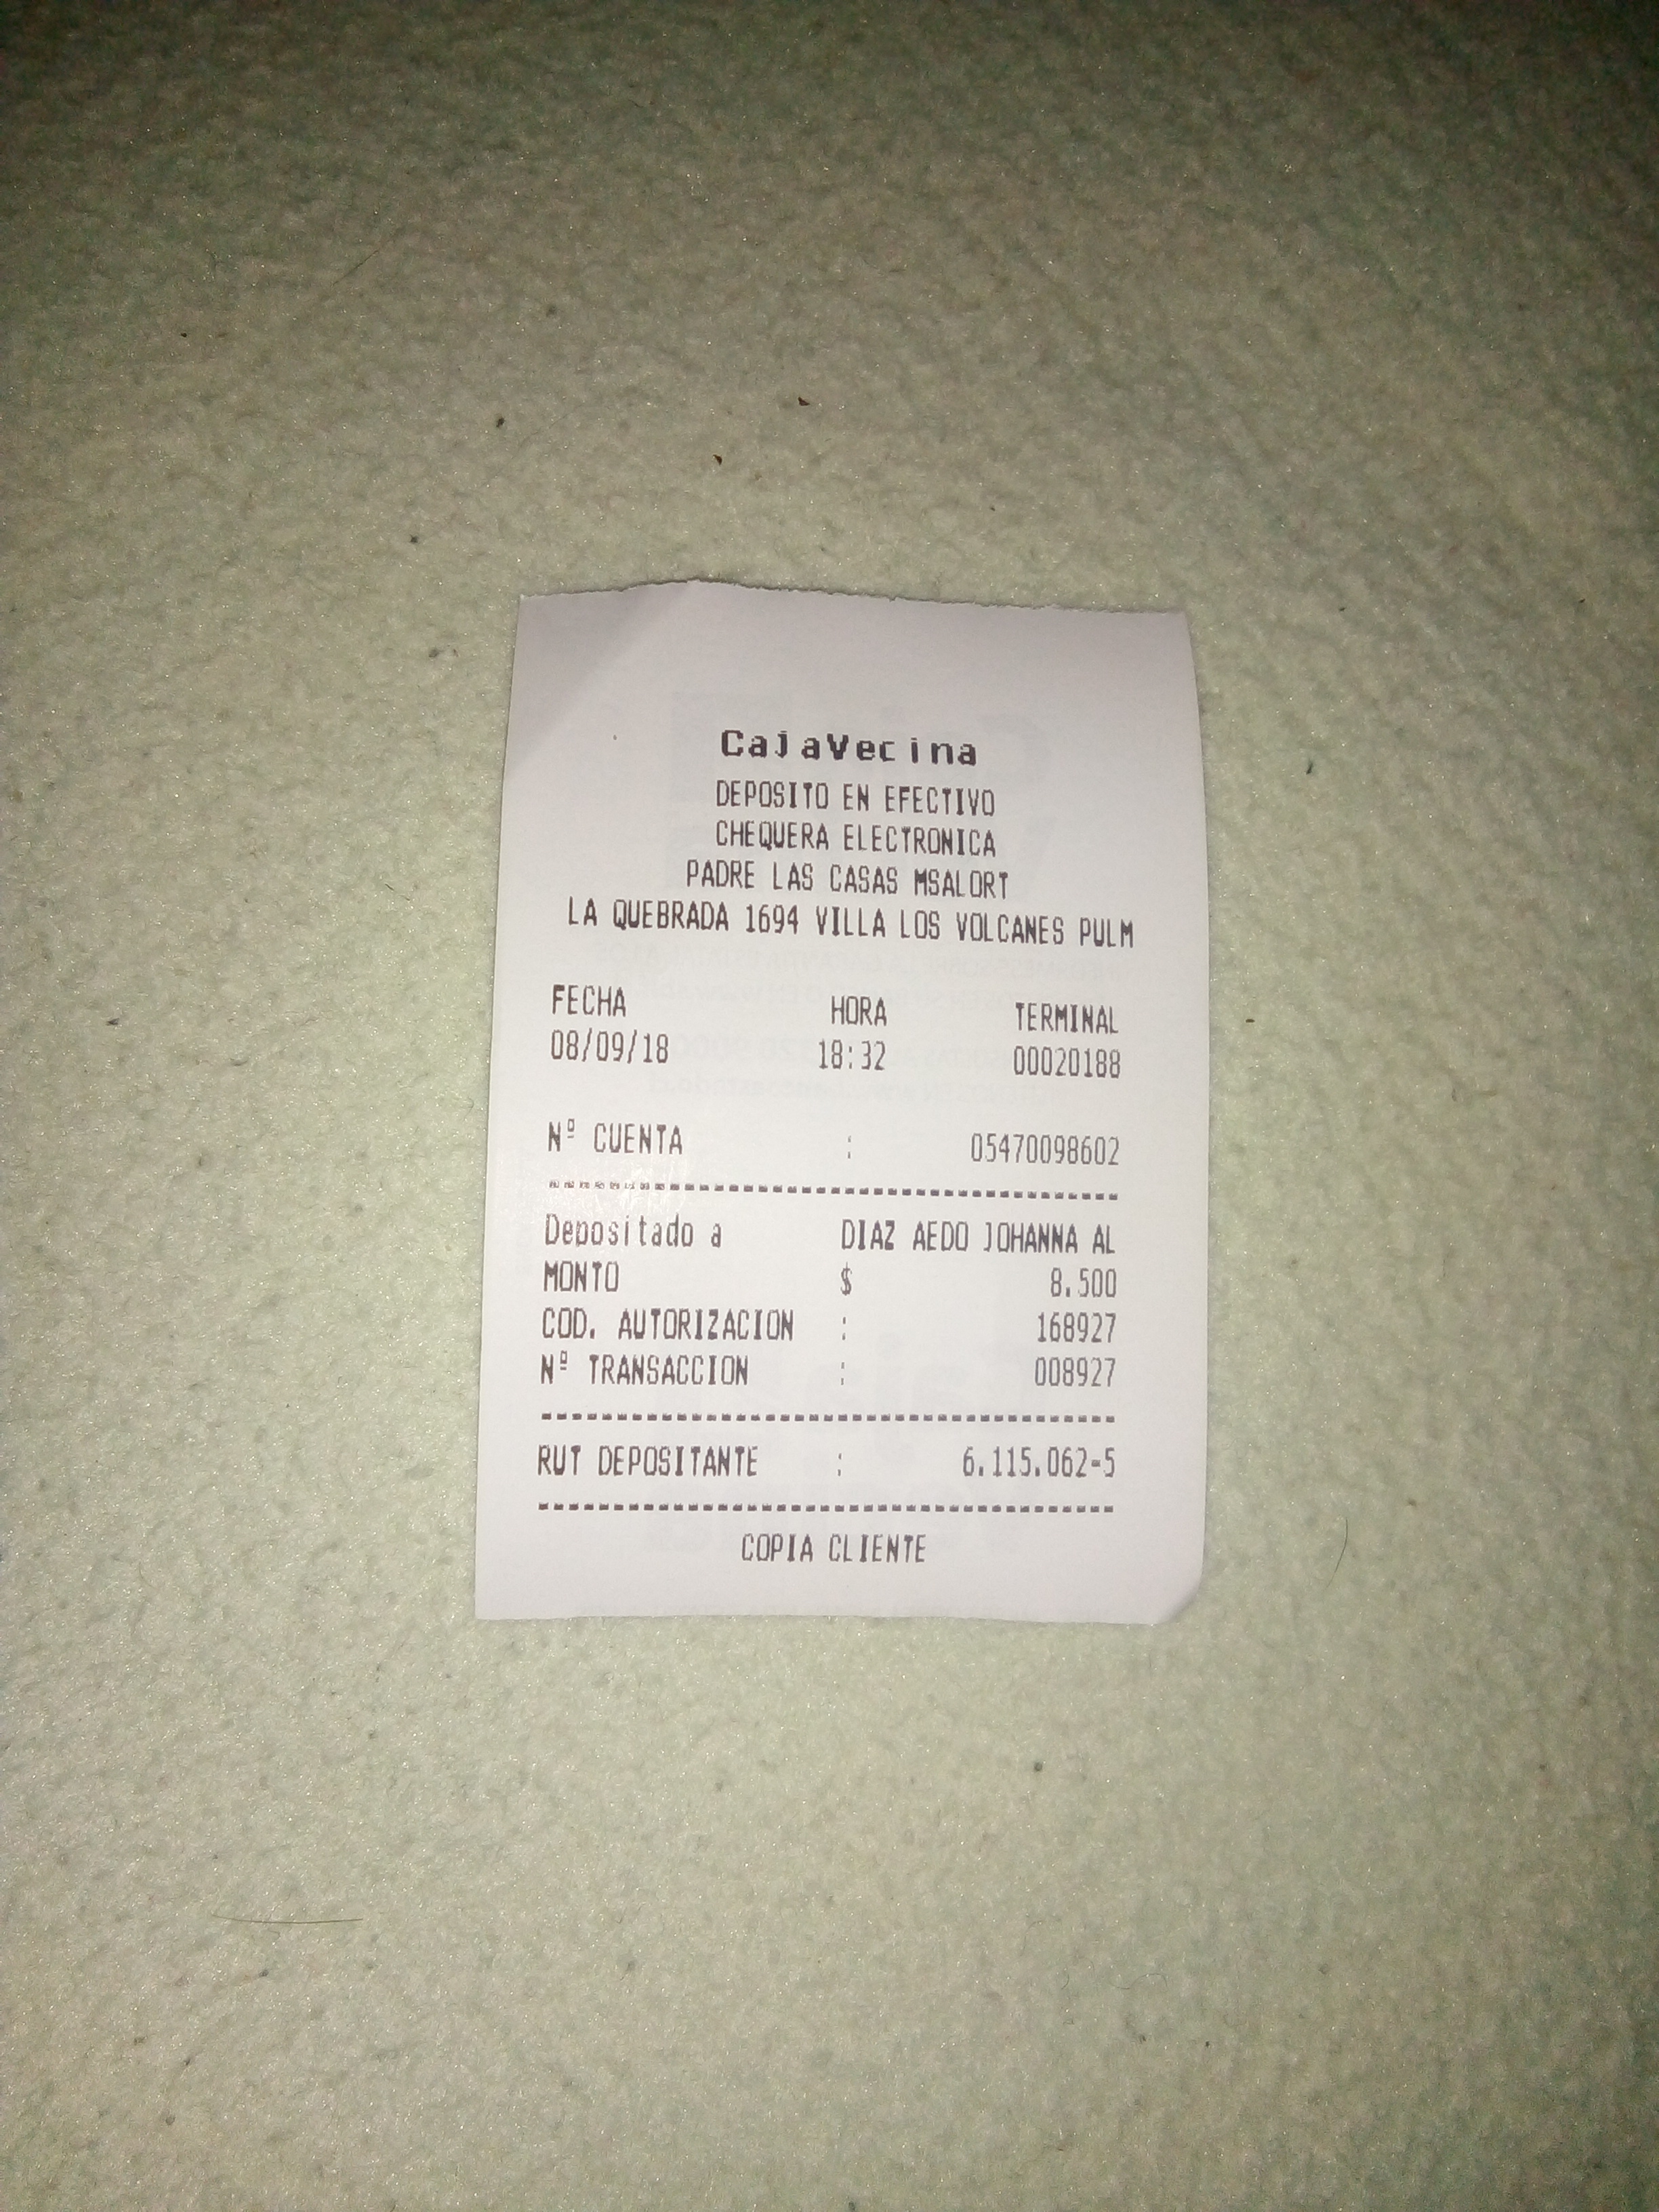 CajaVecina
DEPOSITO EN EFECTIVO
CHEQUERA ELECTRONICA
PADRE LAS CASAS MSALORT
LA QUEBRADA 1694 VILLA LOS VOLCANES PULM
FECHA HORA TERMINAL
08/09/18 18:32 00020188
Nº CUENTA : 05470098602
Depositado a DIAZ AEDO JOHANNA AL
MONTO $ 8.500
COD. AUTORIZACION : 168927
Nº TRANSACCION : 008927
RUT DEPOSITANTE : 6.115.062-5
COPIA CLIENTE